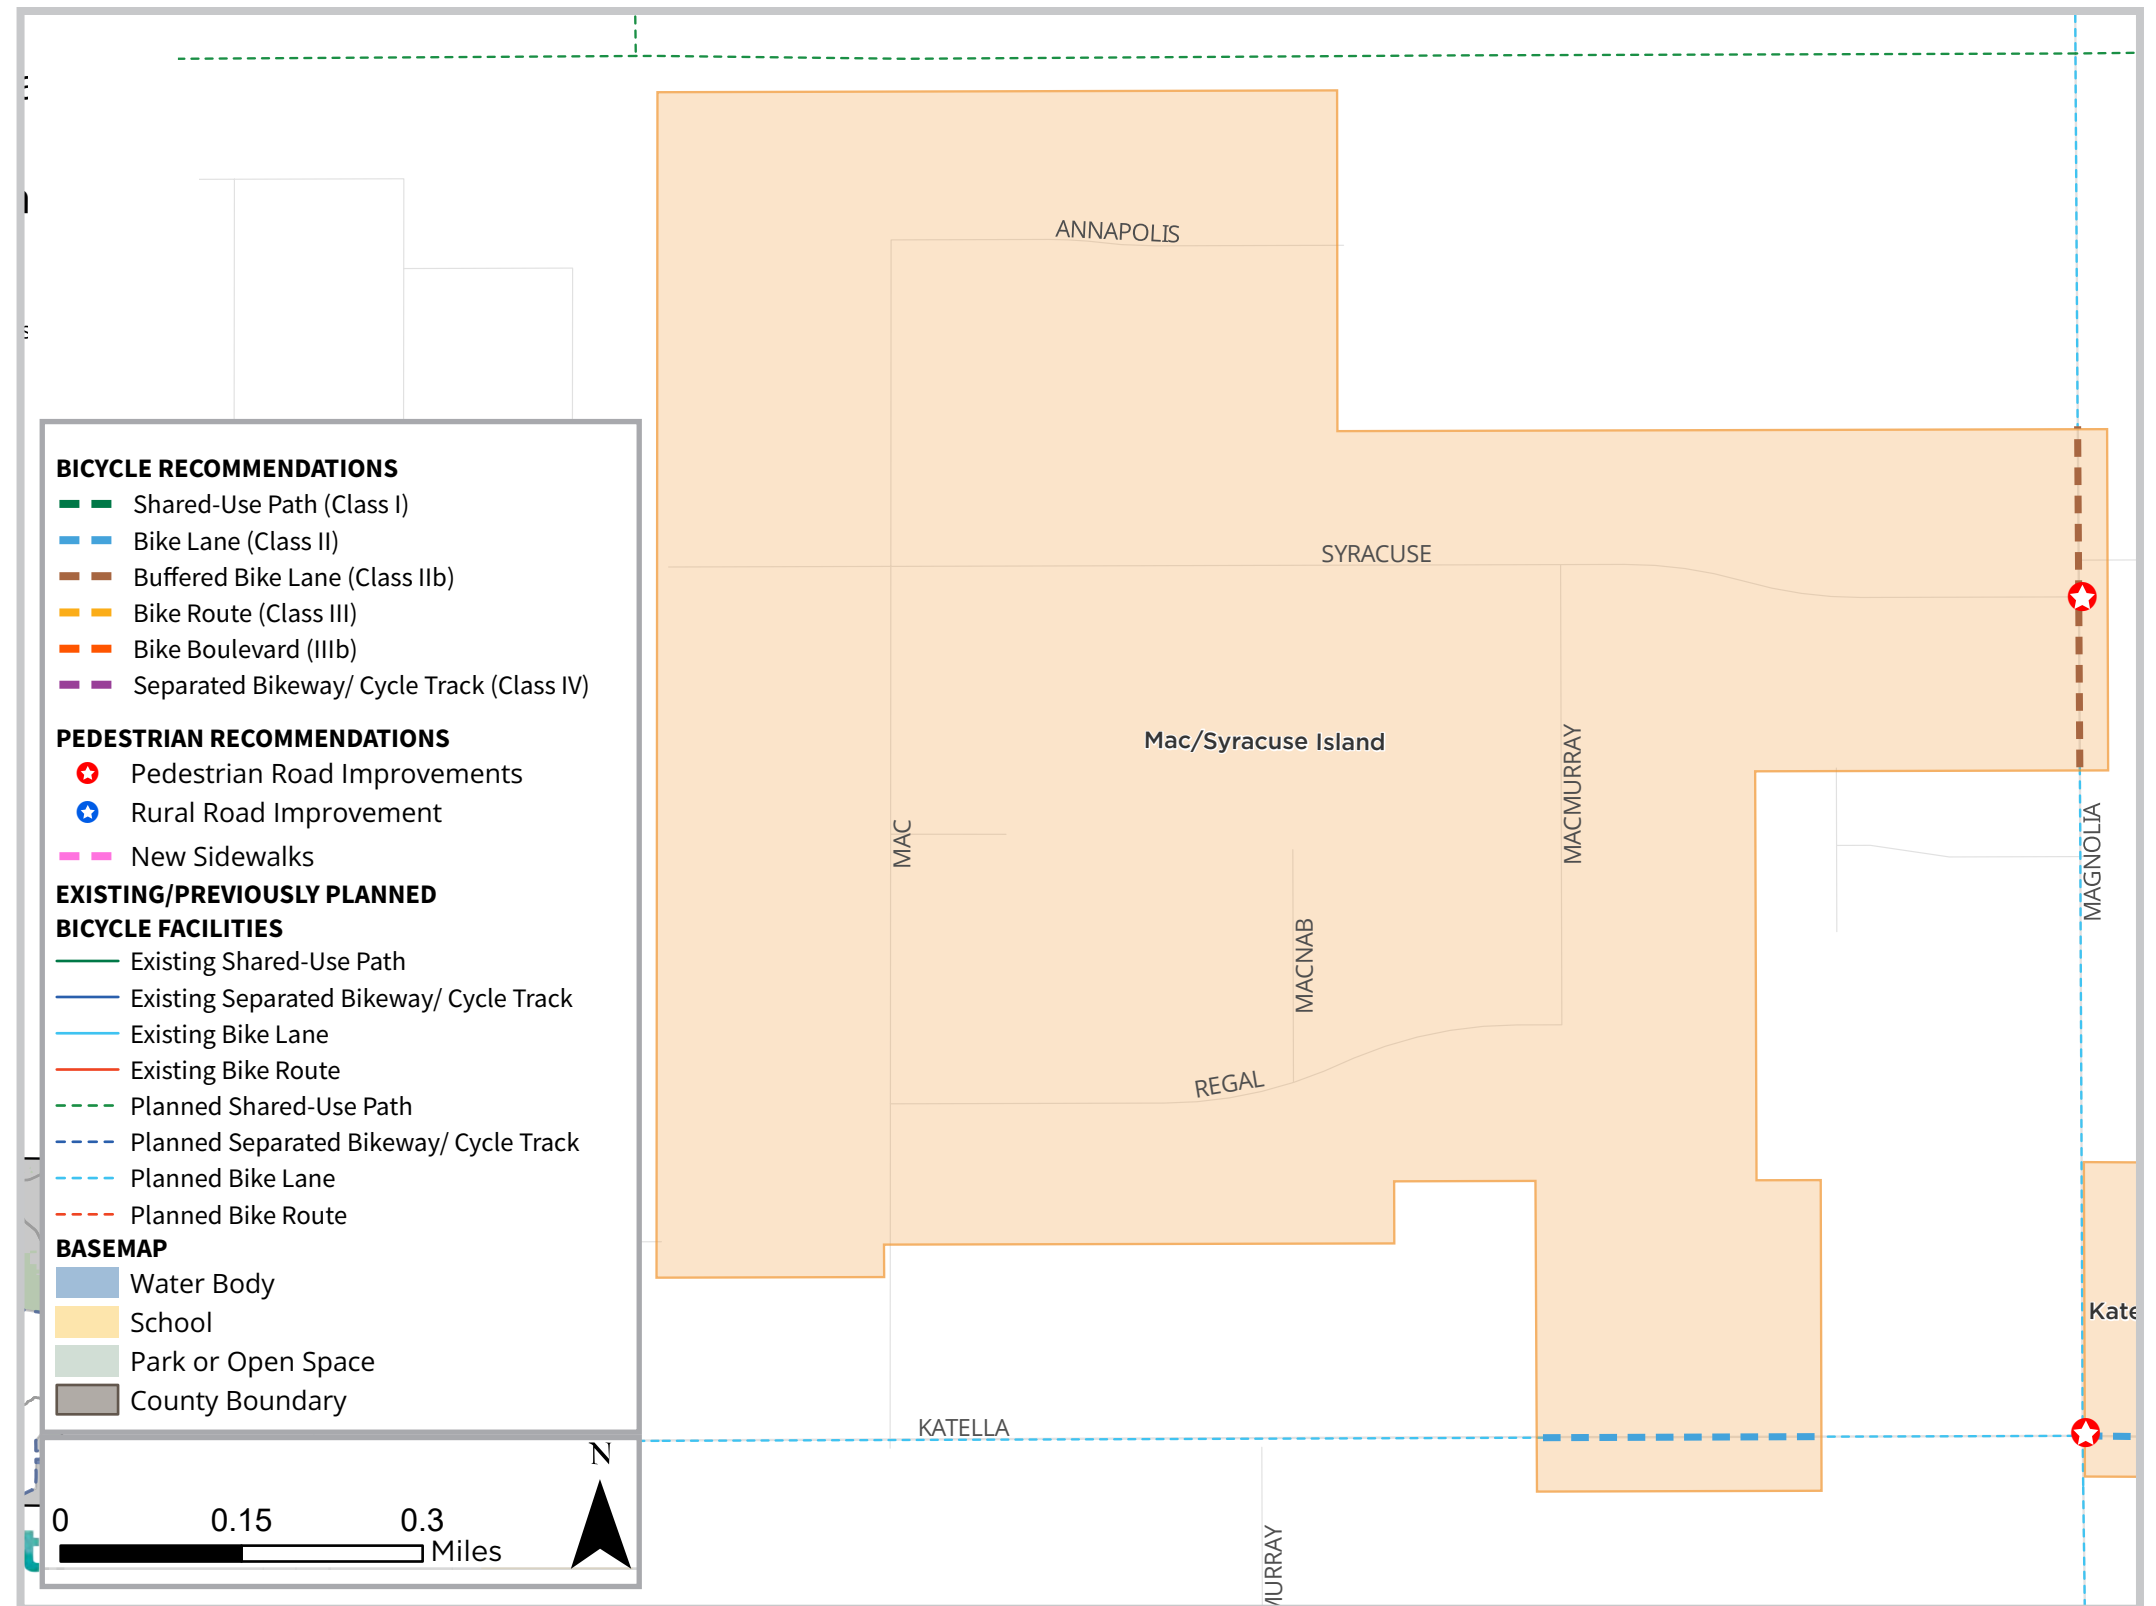 ANNAPOLIS
SYRACUSE
Mac/Syracuse Island
MAC
MACMURRAY
MACNAB
MAGNOLIA
REGAL
KATELLA
Kate
MURRAY
BICYCLE RECOMMENDATIONS
Shared-Use Path (Class I)
Bike Lane (Class II)
Buffered Bike Lane (Class IIb)
Bike Route (Class III)
Bike Boulevard (IIIb)
Separated Bikeway/ Cycle Track (Class IV)
PEDESTRIAN RECOMMENDATIONS
Pedestrian Road Improvements
Rural Road Improvement
New Sidewalks
EXISTING/PREVIOUSLY PLANNED
BICYCLE FACILITIES
Existing Shared-Use Path
Existing Separated Bikeway/ Cycle Track
Existing Bike Lane
Existing Bike Route
Planned Shared-Use Path
Planned Separated Bikeway/ Cycle Track
Planned Bike Lane
Planned Bike Route
BASEMAP
Water Body
School
Park or Open Space
County Boundary
N
0 0.15 0.3
Miles